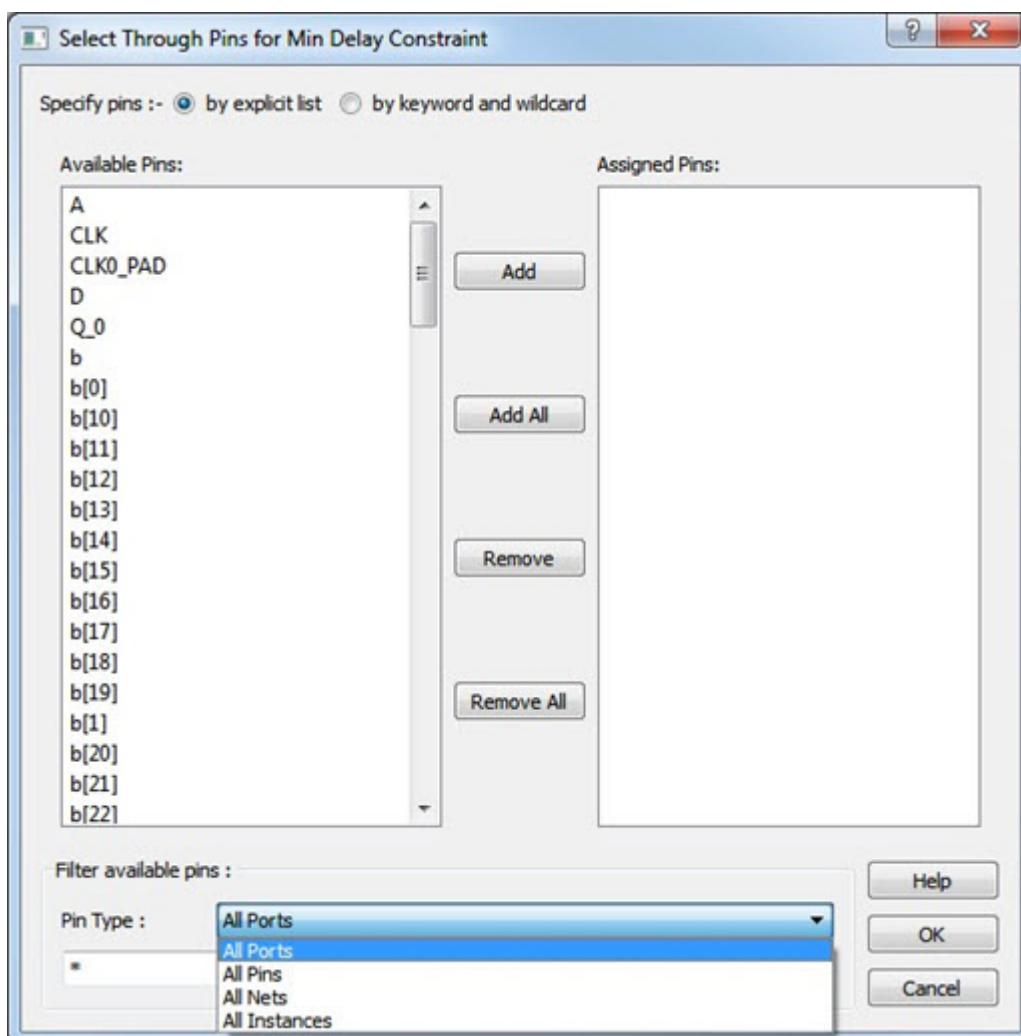 Select Through Pins for Min Delay Constraint
Specify pins :- by explicit list by keyword and wildcard
Available Pins:
A
CLK
CLK0_PAD
D
Q_0
b
b[0]
b[10]
b[11]
b[12]
b[13]
b[14]
b[15]
b[16]
b[17]
b[18]
b[19]
b[1]
b[20]
b[21]
b[22]
Add
Add All
Remove
Remove All
Assigned Pins:
Filter available pins :
Pin Type : All Ports
*
All Ports
All Pins
All Nets
All Instances
Help
OK
Cancel